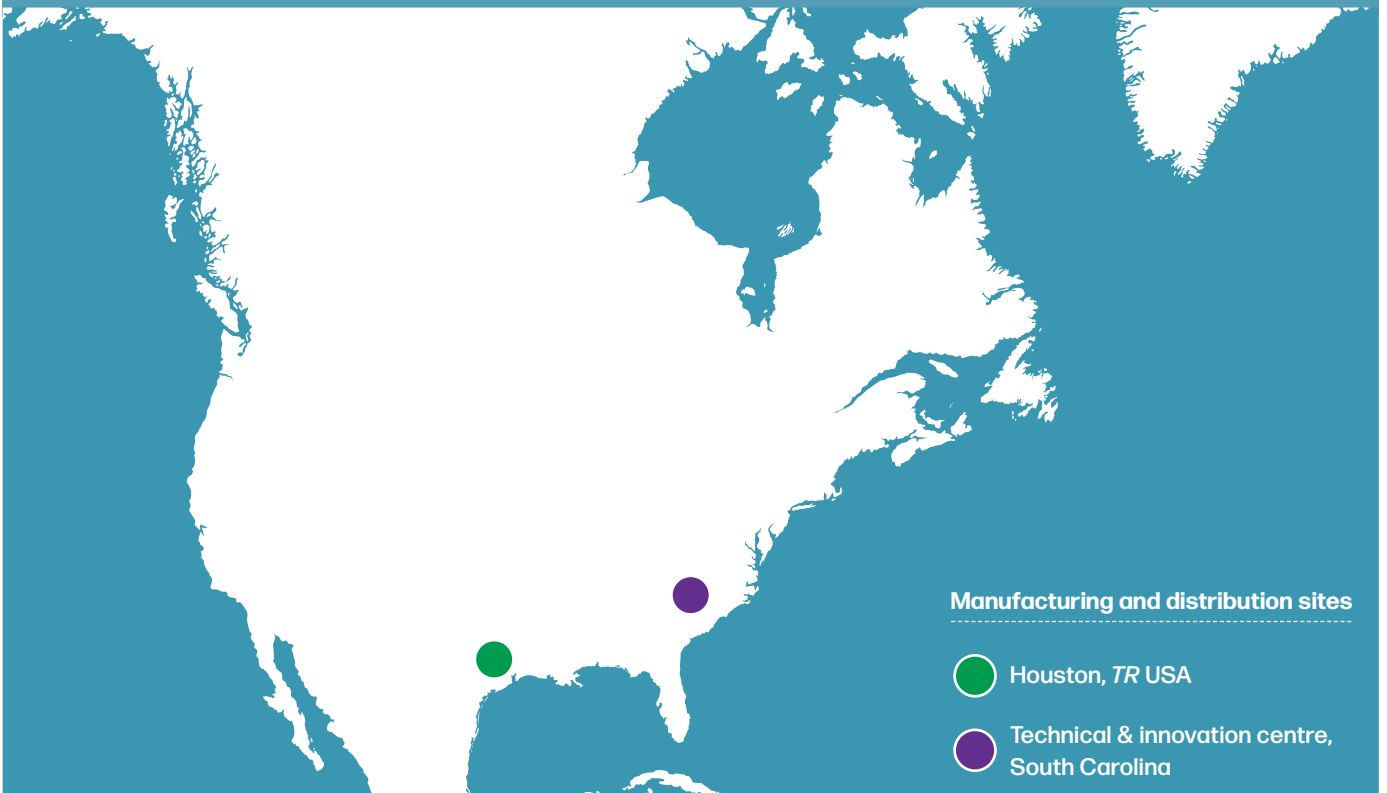 Manufacturing and distribution sites
Houston, TR USA
Technical & innovation centre,
South Carolina